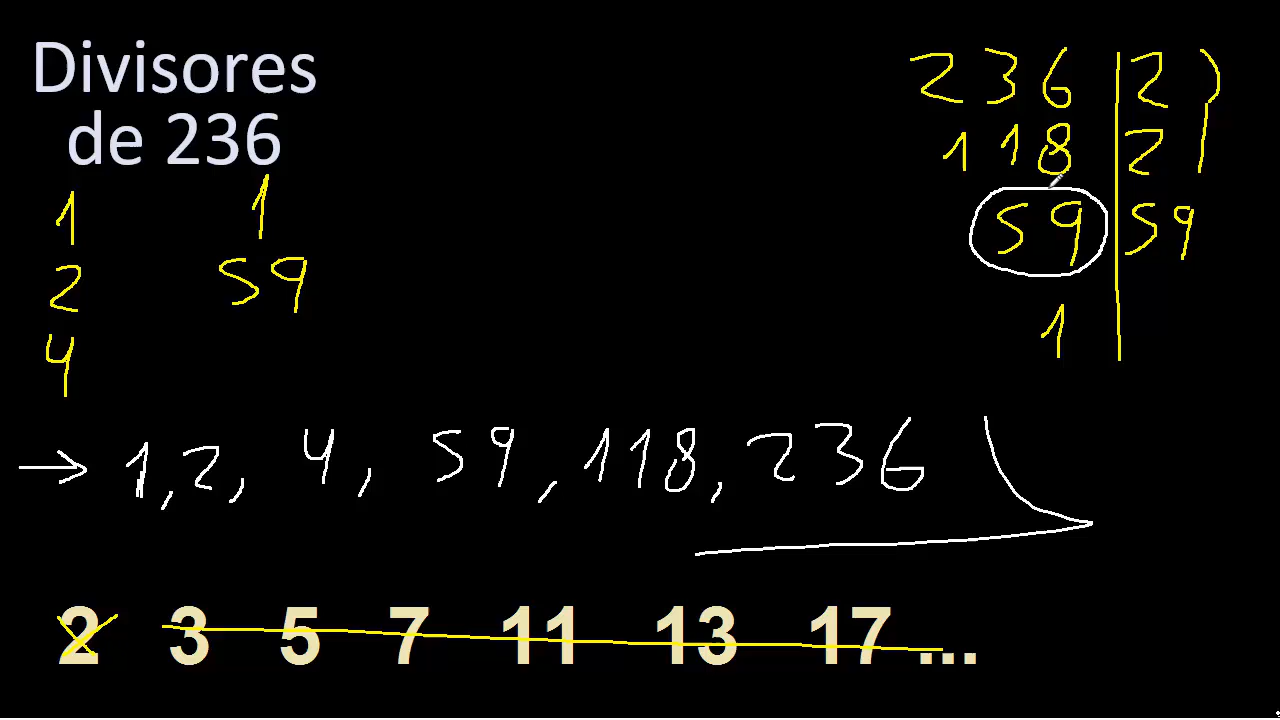 Divisores
de 236
236 | 2
118 | 2
59 | 59
1
1 1
2 59
4
→ 1, 2, 4, 59, 118, 236
2 3 5 7 11 13 17 ...